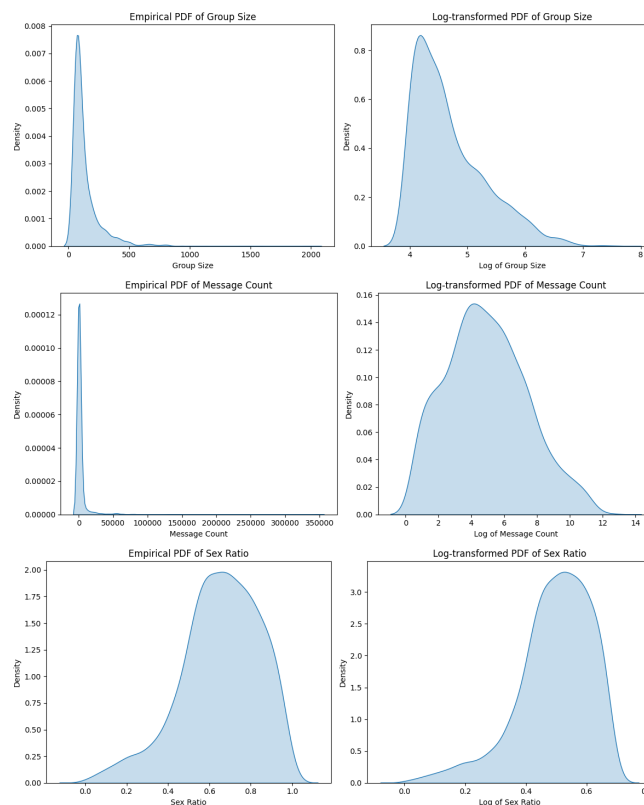 Empirical PDF of Group Size
Density
0.008
0.007
0.006
0.005
0.004
0.003
0.002
0.001
0.000
0 500 1000 1500 2000
Group Size
Log-transformed PDF of Group Size
Density
0.8
0.6
0.4
0.2
0.0
4 5 6 7 8
Log of Group Size
Empirical PDF of Message Count
Density
0.00012
0.00010
0.00008
0.00006
0.00004
0.00002
0.00000
0 50000 100000 150000 200000 250000 300000 350000
Message Count
Log-transformed PDF of Message Count
Density
0.16
0.14
0.12
0.10
0.08
0.06
0.04
0.02
0.00
0 2 4 6 8 10 12 14
Log of Message Count
Empirical PDF of Sex Ratio
Density
2.00
1.75
1.50
1.25
1.00
0.75
0.50
0.25
0.00
0.0 0.2 0.4 0.6 0.8 1.0
Sex Ratio
Log-transformed PDF of Sex Ratio
Density
3.0
2.5
2.0
1.5
1.0
0.5
0.0
0.0 0.2 0.4 0.6
Log of Sex Ratio